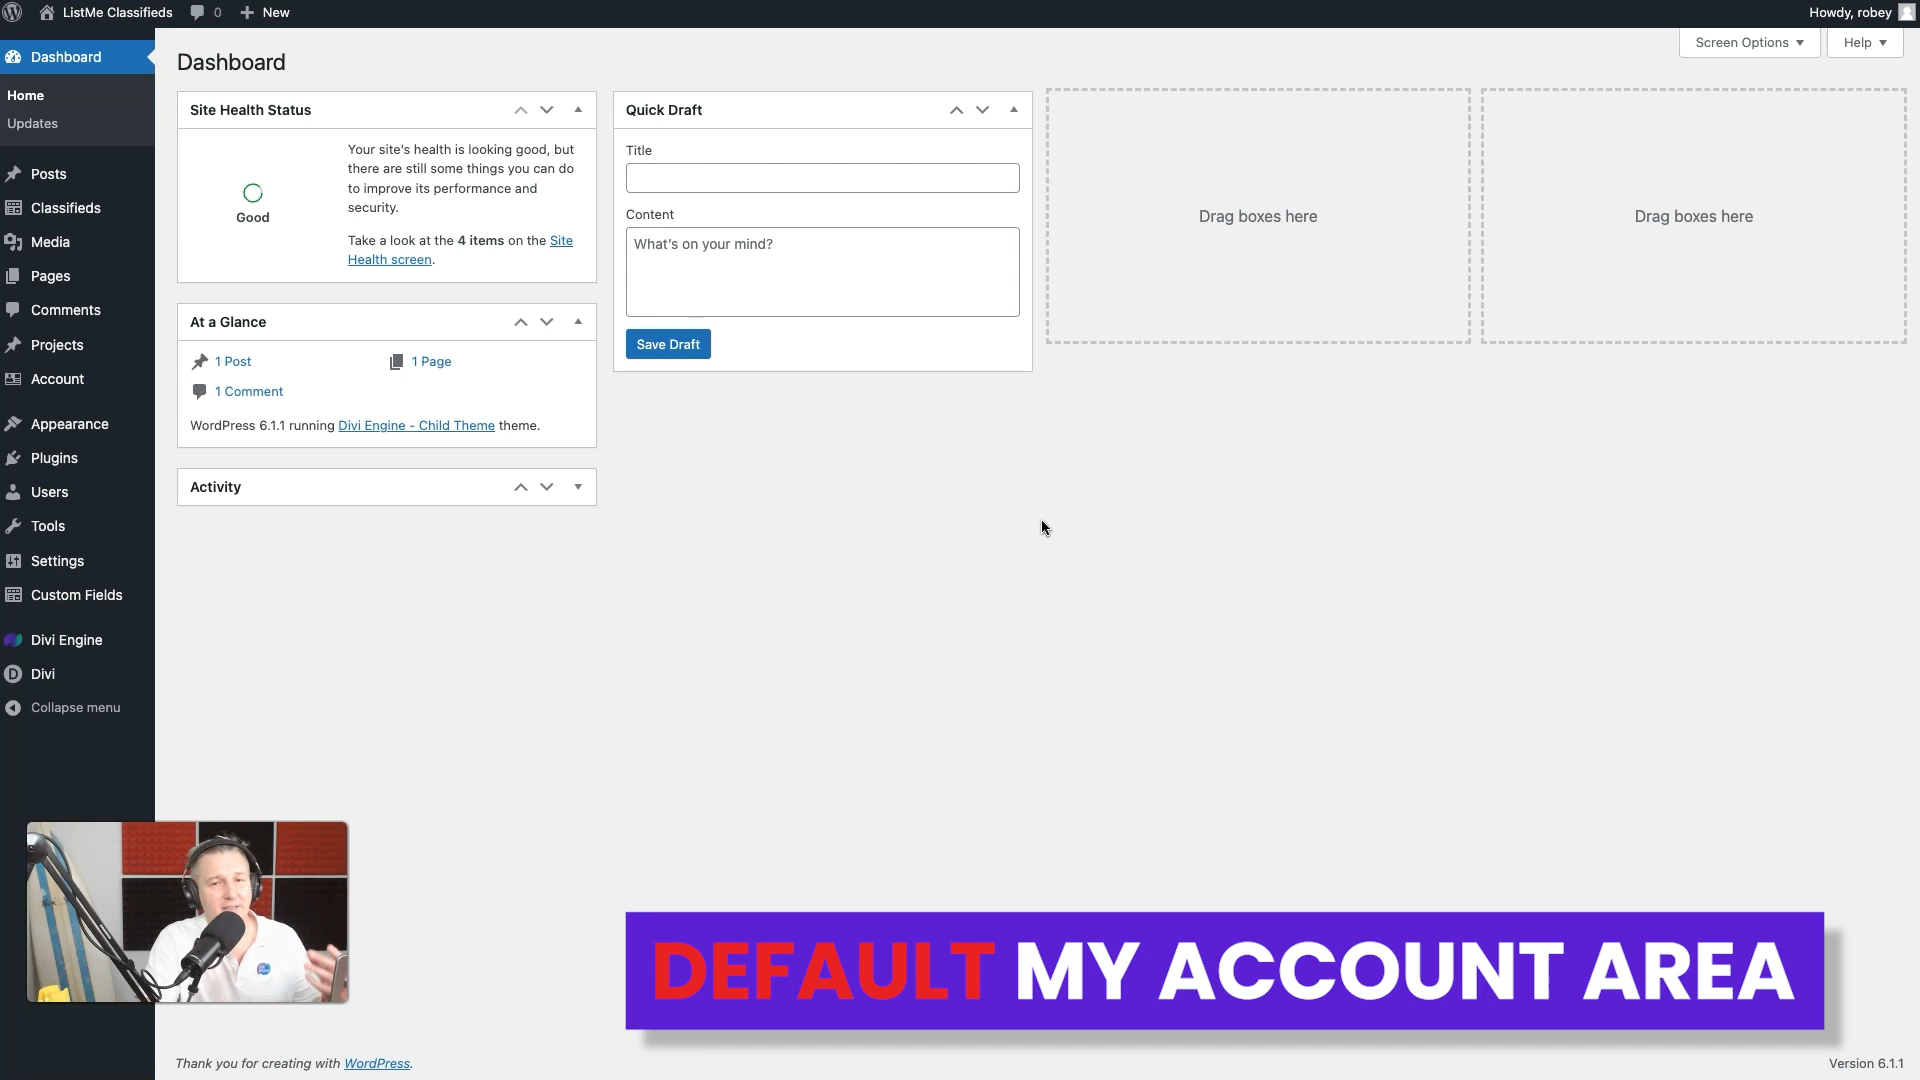 ListMe Classifieds
0
New
Howdy, robey
Screen Options
Help
Dashboard
Home
Updates
Posts
Classifieds
Media
Pages
Comments
Projects
Account
Appearance
Plugins
Users
Tools
Settings
Custom Fields
Divi Engine
D
Divi
Collapse menu
Dashboard
Site Health Status
Good
Your site's health is looking good, but
there are still some things you can do
to improve its performance and
security.
Take a look at the 4 items on the Site
Health screen.
At a Glance
1 Post
1 Page
1 Comment
WordPress 6.1.1 running Divi Engine - Child Theme theme.
Activity
Quick Draft
Title
Content
What's on your mind?
Save Draft
Drag boxes here
Drag boxes here
DEFAULT MY ACCOUNT AREA
Thank you for creating with WordPress.
Version 6.1.1